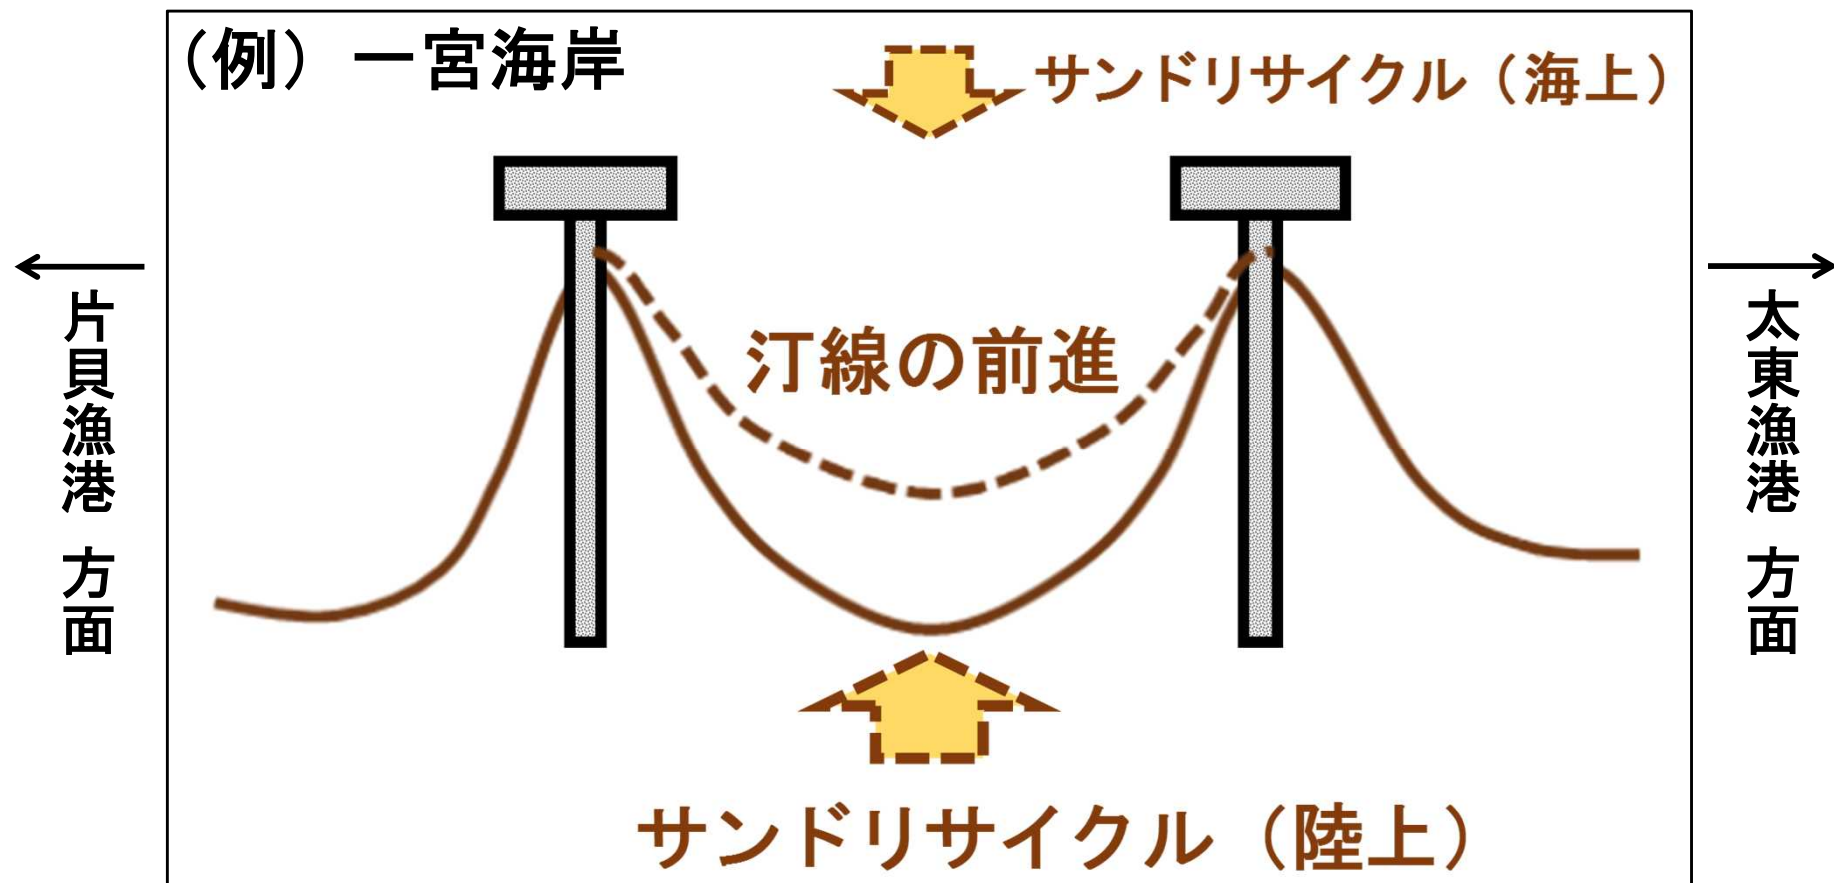 （例）一宮海岸
サンドリサイクル（海上）
片貝漁港 方面
汀線の前進
太東漁港 方面
サンドリサイクル（陸上）